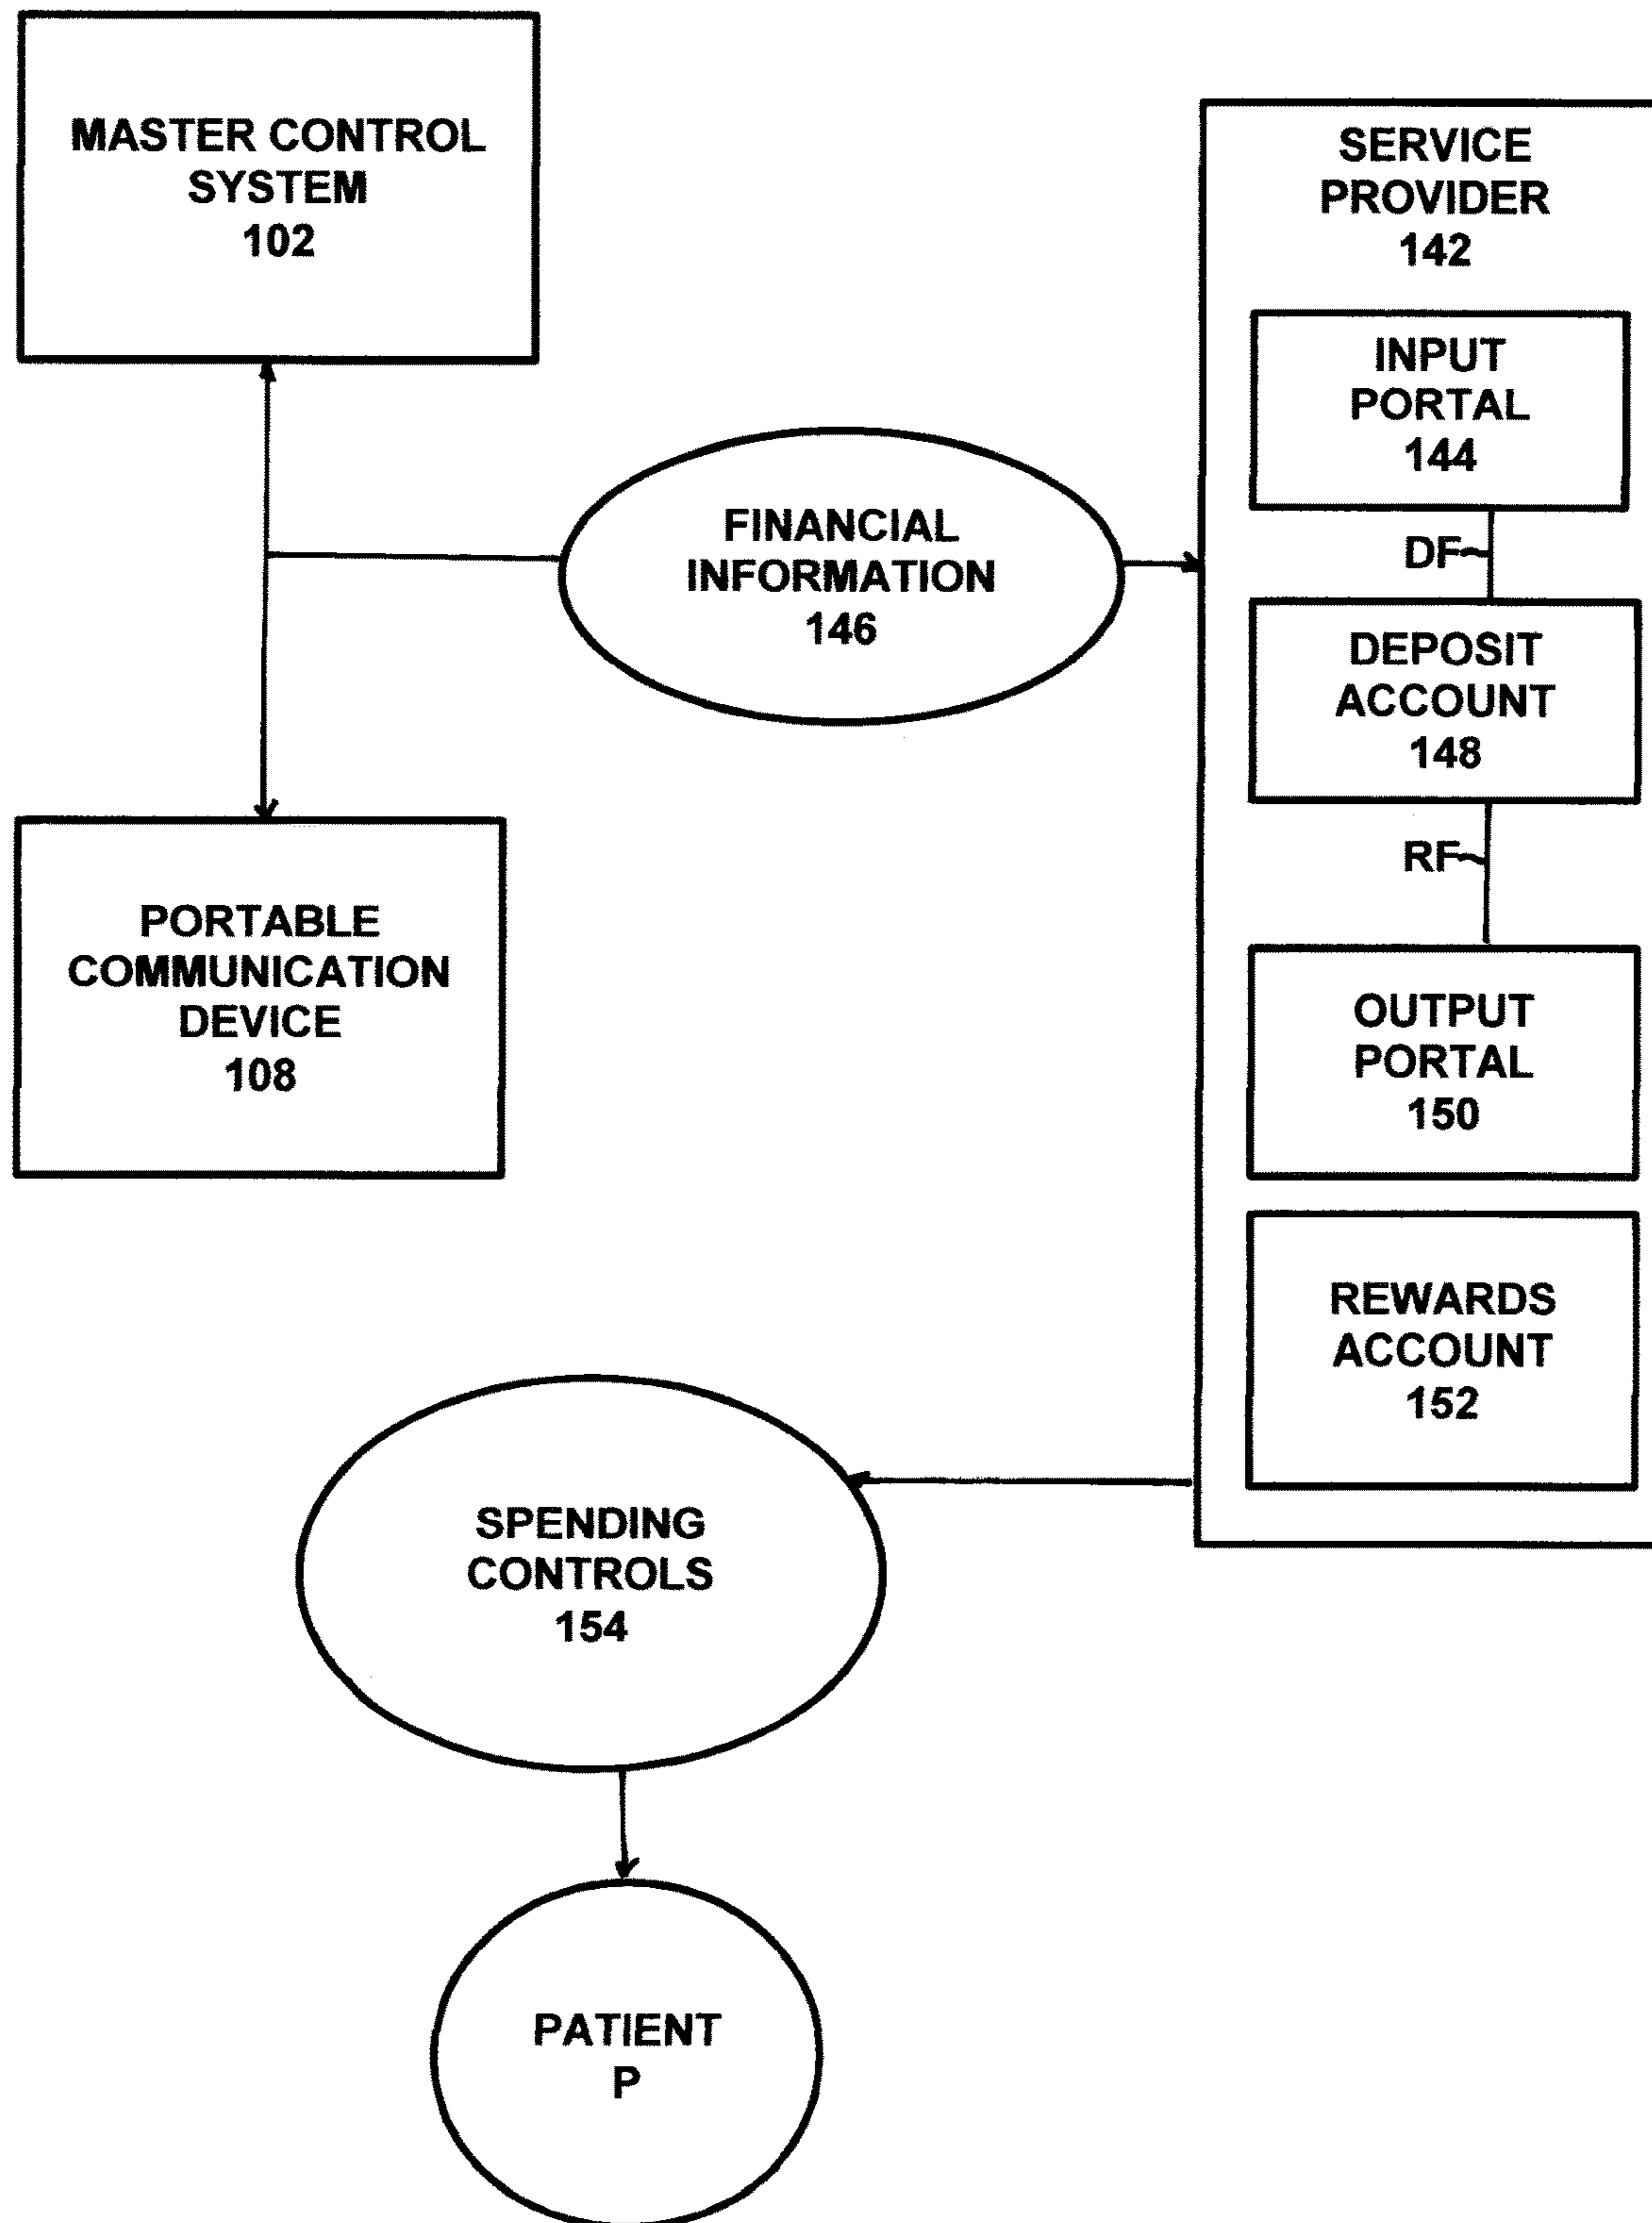 MASTER CONTROL
SYSTEM
102
SERVICE
PROVIDER
142
INPUT
PORTAL
144
FINANCIAL
INFORMATION
146
DF
DEPOSIT
ACCOUNT
148
RF
PORTABLE
COMMUNICATION
DEVICE
108
OUTPUT
PORTAL
150
REWARDS
ACCOUNT
152
SPENDING
CONTROLS
154
PATIENT
P